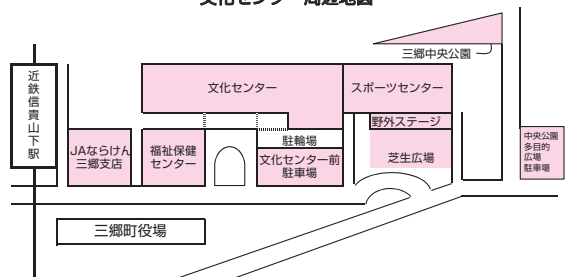 文化センター周辺地図
三郷中央公園
近鉄信貴山下駅
文化センター
スポーツセンター
野外ステージ
JAならけん
三郷支店
福祉保健
センター
駐輪場
文化センター前
駐車場
芝生広場
中央公園
多目的
広場
駐車場
三郷町役場